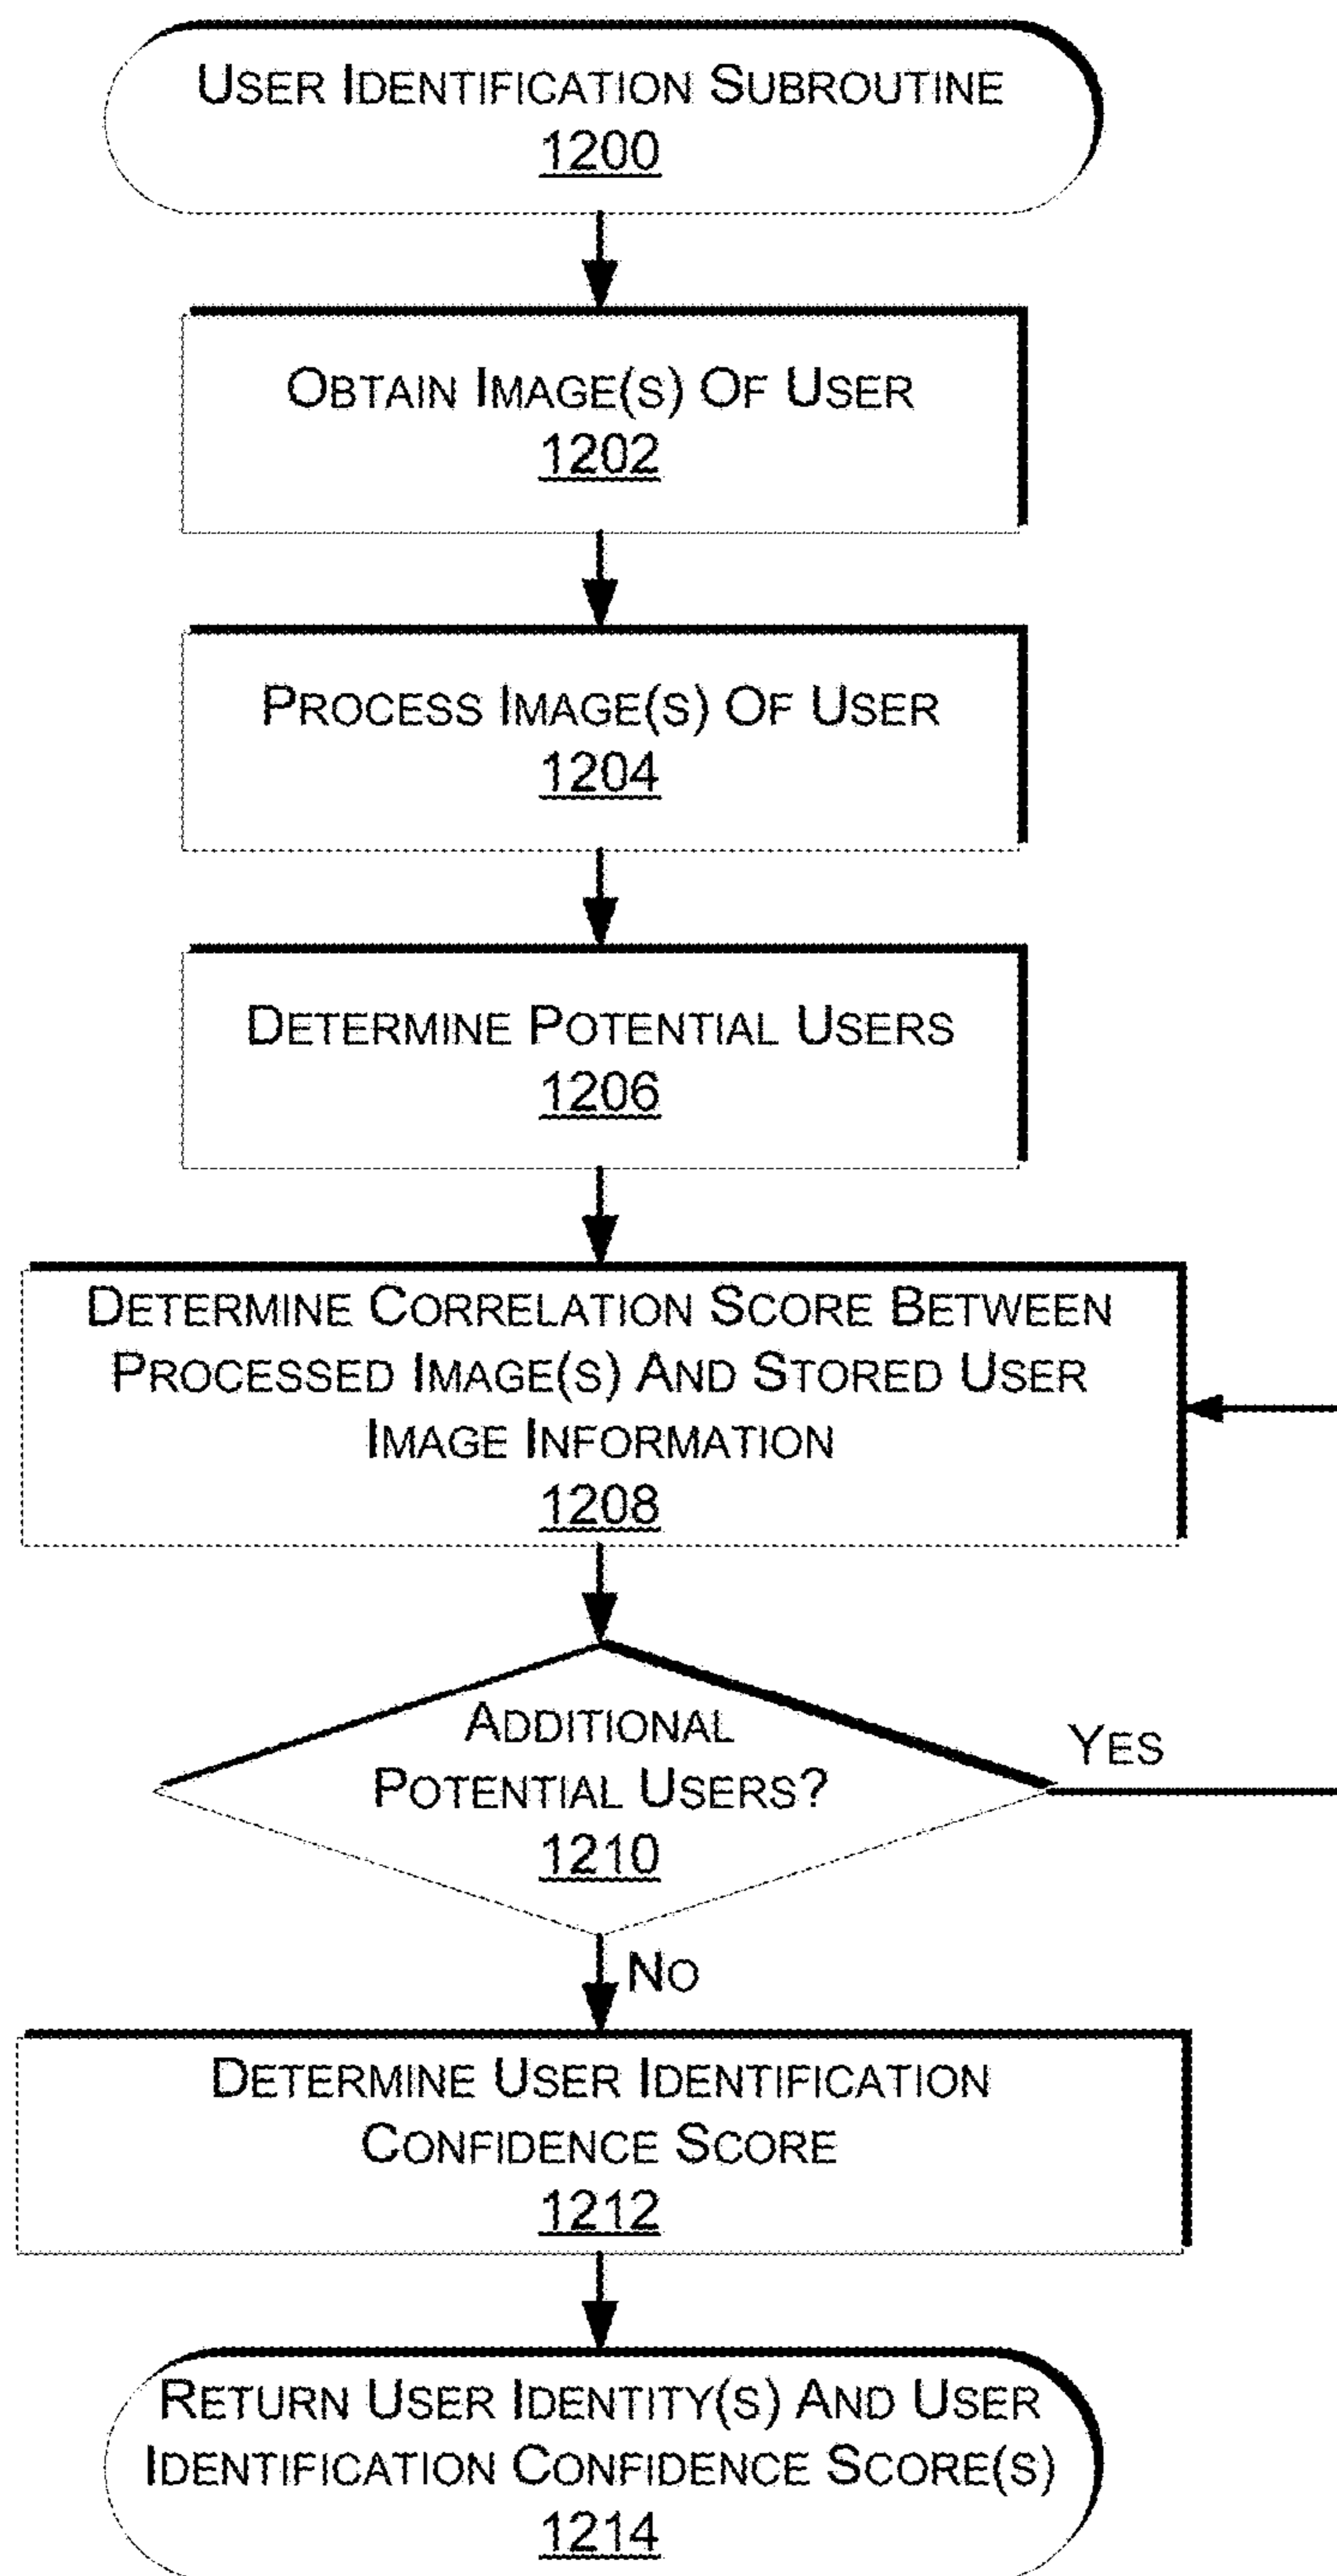 USER IDENTIFICATION SUBROUTINE
1200
OBTAIN IMAGE(S) OF USER
1202
PROCESS IMAGE(S) OF USER
1204
DETERMINE POTENTIAL USERS
1206
DETERMINE CORRELATION SCORE BETWEEN
PROCESSED IMAGE(S) AND STORED USER
IMAGE INFORMATION
1208
ADDITIONAL
POTENTIAL USERS?
1210
YES
NO
DETERMINE USER IDENTIFICATION
CONFIDENCE SCORE
1212
RETURN USER IDENTITY(S) AND USER
IDENTIFICATION CONFIDENCE SCORE(S)
1214